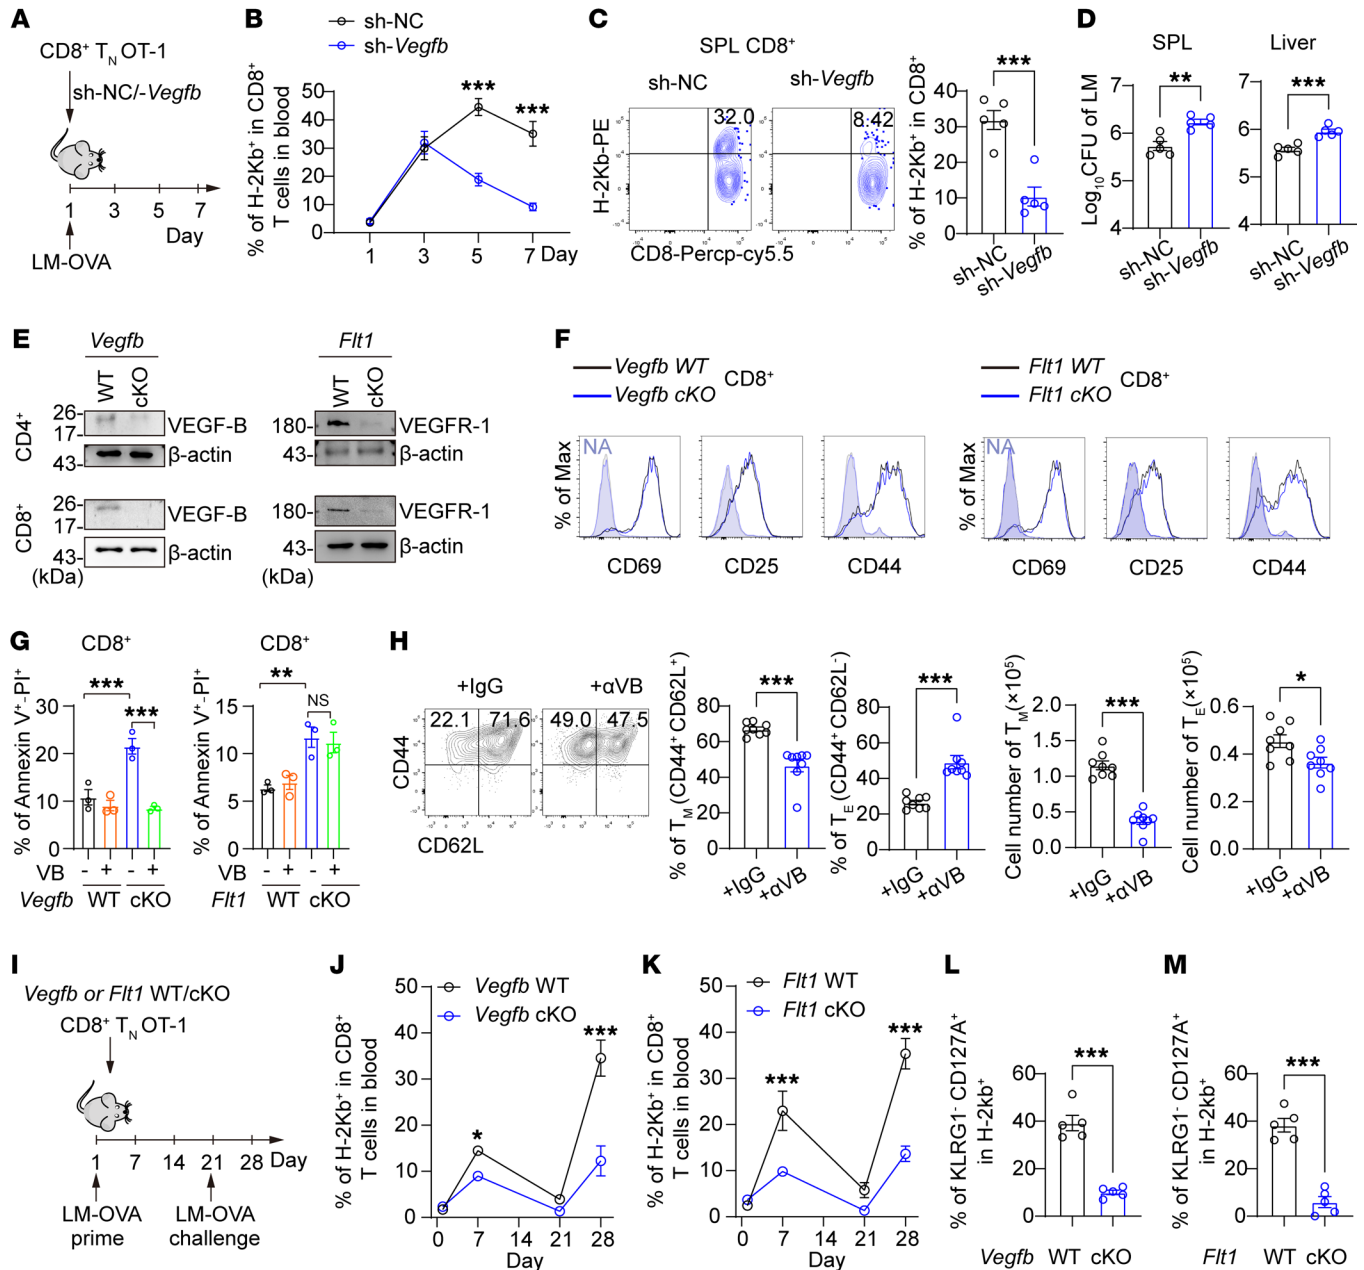 A
CD8⁺ T_N OT-1
sh-NC/-Vegfb
1 3 5 7
Day
LM-OVA
B
sh-NC
sh-Vegfb
% of H-2Kb⁺ in CD8⁺
T cells in blood
50
40
30
20
10
0
***
***
1 3 5 7 Day
C
SPL CD8⁺
sh-NC sh-Vegfb
32.0 8.42
H-2Kb-PE
CD8-Percp-cy5.5
% of H-2Kb⁺ in CD8⁺
***
40
30
20
10
0
sh-NC
sh-Vegfb
D
SPL Liver
Log₁₀CFU of LM
7
6
5
4
**
sh-NC
sh-Vegfb
7
6
5
4
***
sh-NC
sh-Vegfb
E
Vegfb Flt1
WT cKO WT cKO
CD4⁺
26-
17-
VEGF-B
43-
β-actin
180-
VEGFR-1
43-
β-actin
CD8⁺
26-
17-
VEGF-B
43-
β-actin
(kDa)
180-
VEGFR-1
43-
β-actin
(kDa)
F
Vegfb WT
Vegfb cKO
CD8⁺
NA
% of Max
CD69 CD25 CD44
Flt1 WT
Flt1 cKO
CD8⁺
NA
% of Max
CD69 CD25 CD44
G
CD8⁺ CD8⁺
% of Annexin V⁺-PI⁺
30
20
10
0
*** ***
VB - + - +
Vegfb WT cKO
% of Annexin V⁺-PI⁺
15
10
5
0
** NS
VB - + - +
Flt1 WT cKO
H
+IgG +αVB
22.1 71.6 49.0 47.5
CD44
CD62L
% of T_M (CD44⁺ CD62L⁺)
80
60
40
20
0
***
+IgG
+αVB
% of T_E (CD44⁺ CD62L⁻)
80
60
40
20
0
***
+IgG
+αVB
Cell number of T_M (×10⁵)
2.0
1.5
1.0
0.5
0.0
***
+IgG
+αVB
Cell number of T_E (×10⁵)
0.6
0.4
0.2
0.0
*
+IgG
+αVB
I
Vegfb or Flt1 WT/cKO
CD8⁺ T_N OT-1
1 7 14 21 28 Day
LM-OVA
prime
LM-OVA
challenge
J
Vegfb WT
Vegfb cKO
% of H-2Kb⁺ in CD8⁺
T cells in blood
50
40
30
20
10
0
*
***
0 7 14 21 28
Day
K
Flt1 WT
Flt1 cKO
% of H-2Kb⁺ in CD8⁺
T cells in blood
50
40
30
20
10
0
***
***
0 7 14 21 28
Day
L
% of KLRG1⁻ CD127A⁺
in H-2kb⁺
60
40
20
0
***
Vegfb WT cKO
M
% of KLRG1⁻ CD127A⁺
in H-2kb⁺
60
40
20
0
***
Flt1 WT cKO